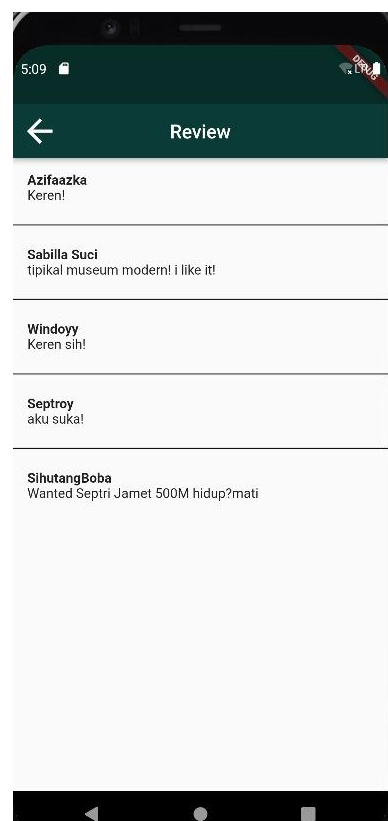 5:09
DEBUG
Review
Azifaazka
Keren!
Sabilla Suci
tipikal museum modern! i like it!
Windoyy
Keren sih!
Septroy
aku suka!
SihutangBoba
Wanted Septri Jamet 500M hidup?mati